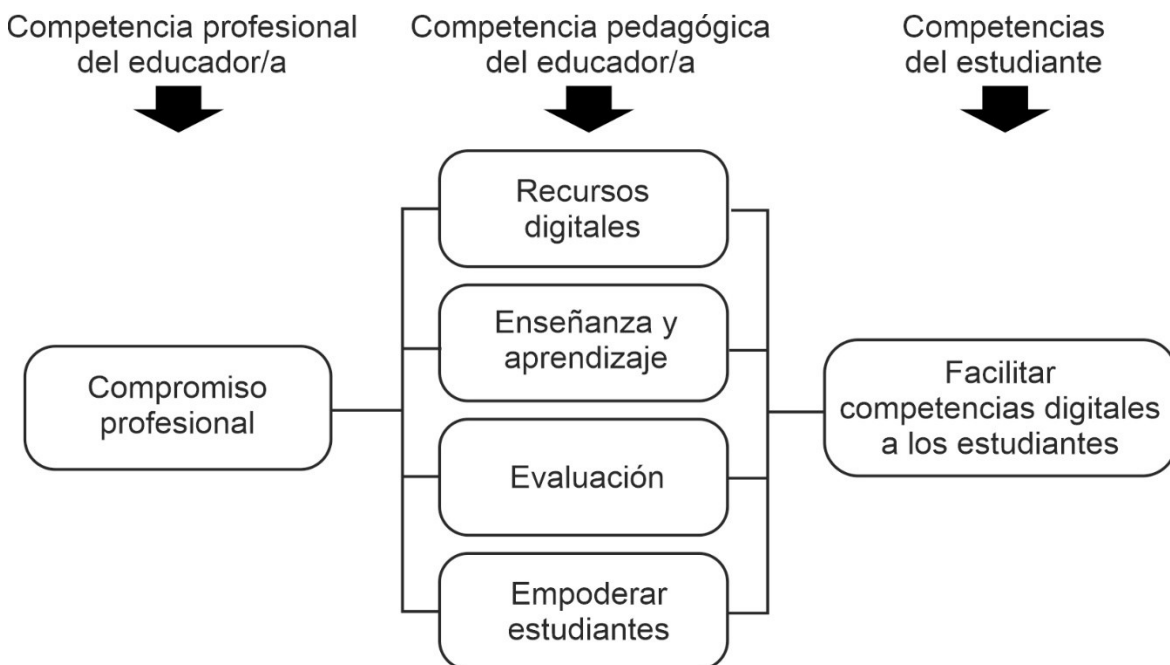 Competencia profesional
del educador/a
Competencia pedagógica
del educador/a
Competencias
del estudiante
Compromiso
profesional
Recursos
digitales
Enseñanza y
aprendizaje
Evaluación
Empoderar
estudiantes
Facilitar
competencias digitales
a los estudiantes